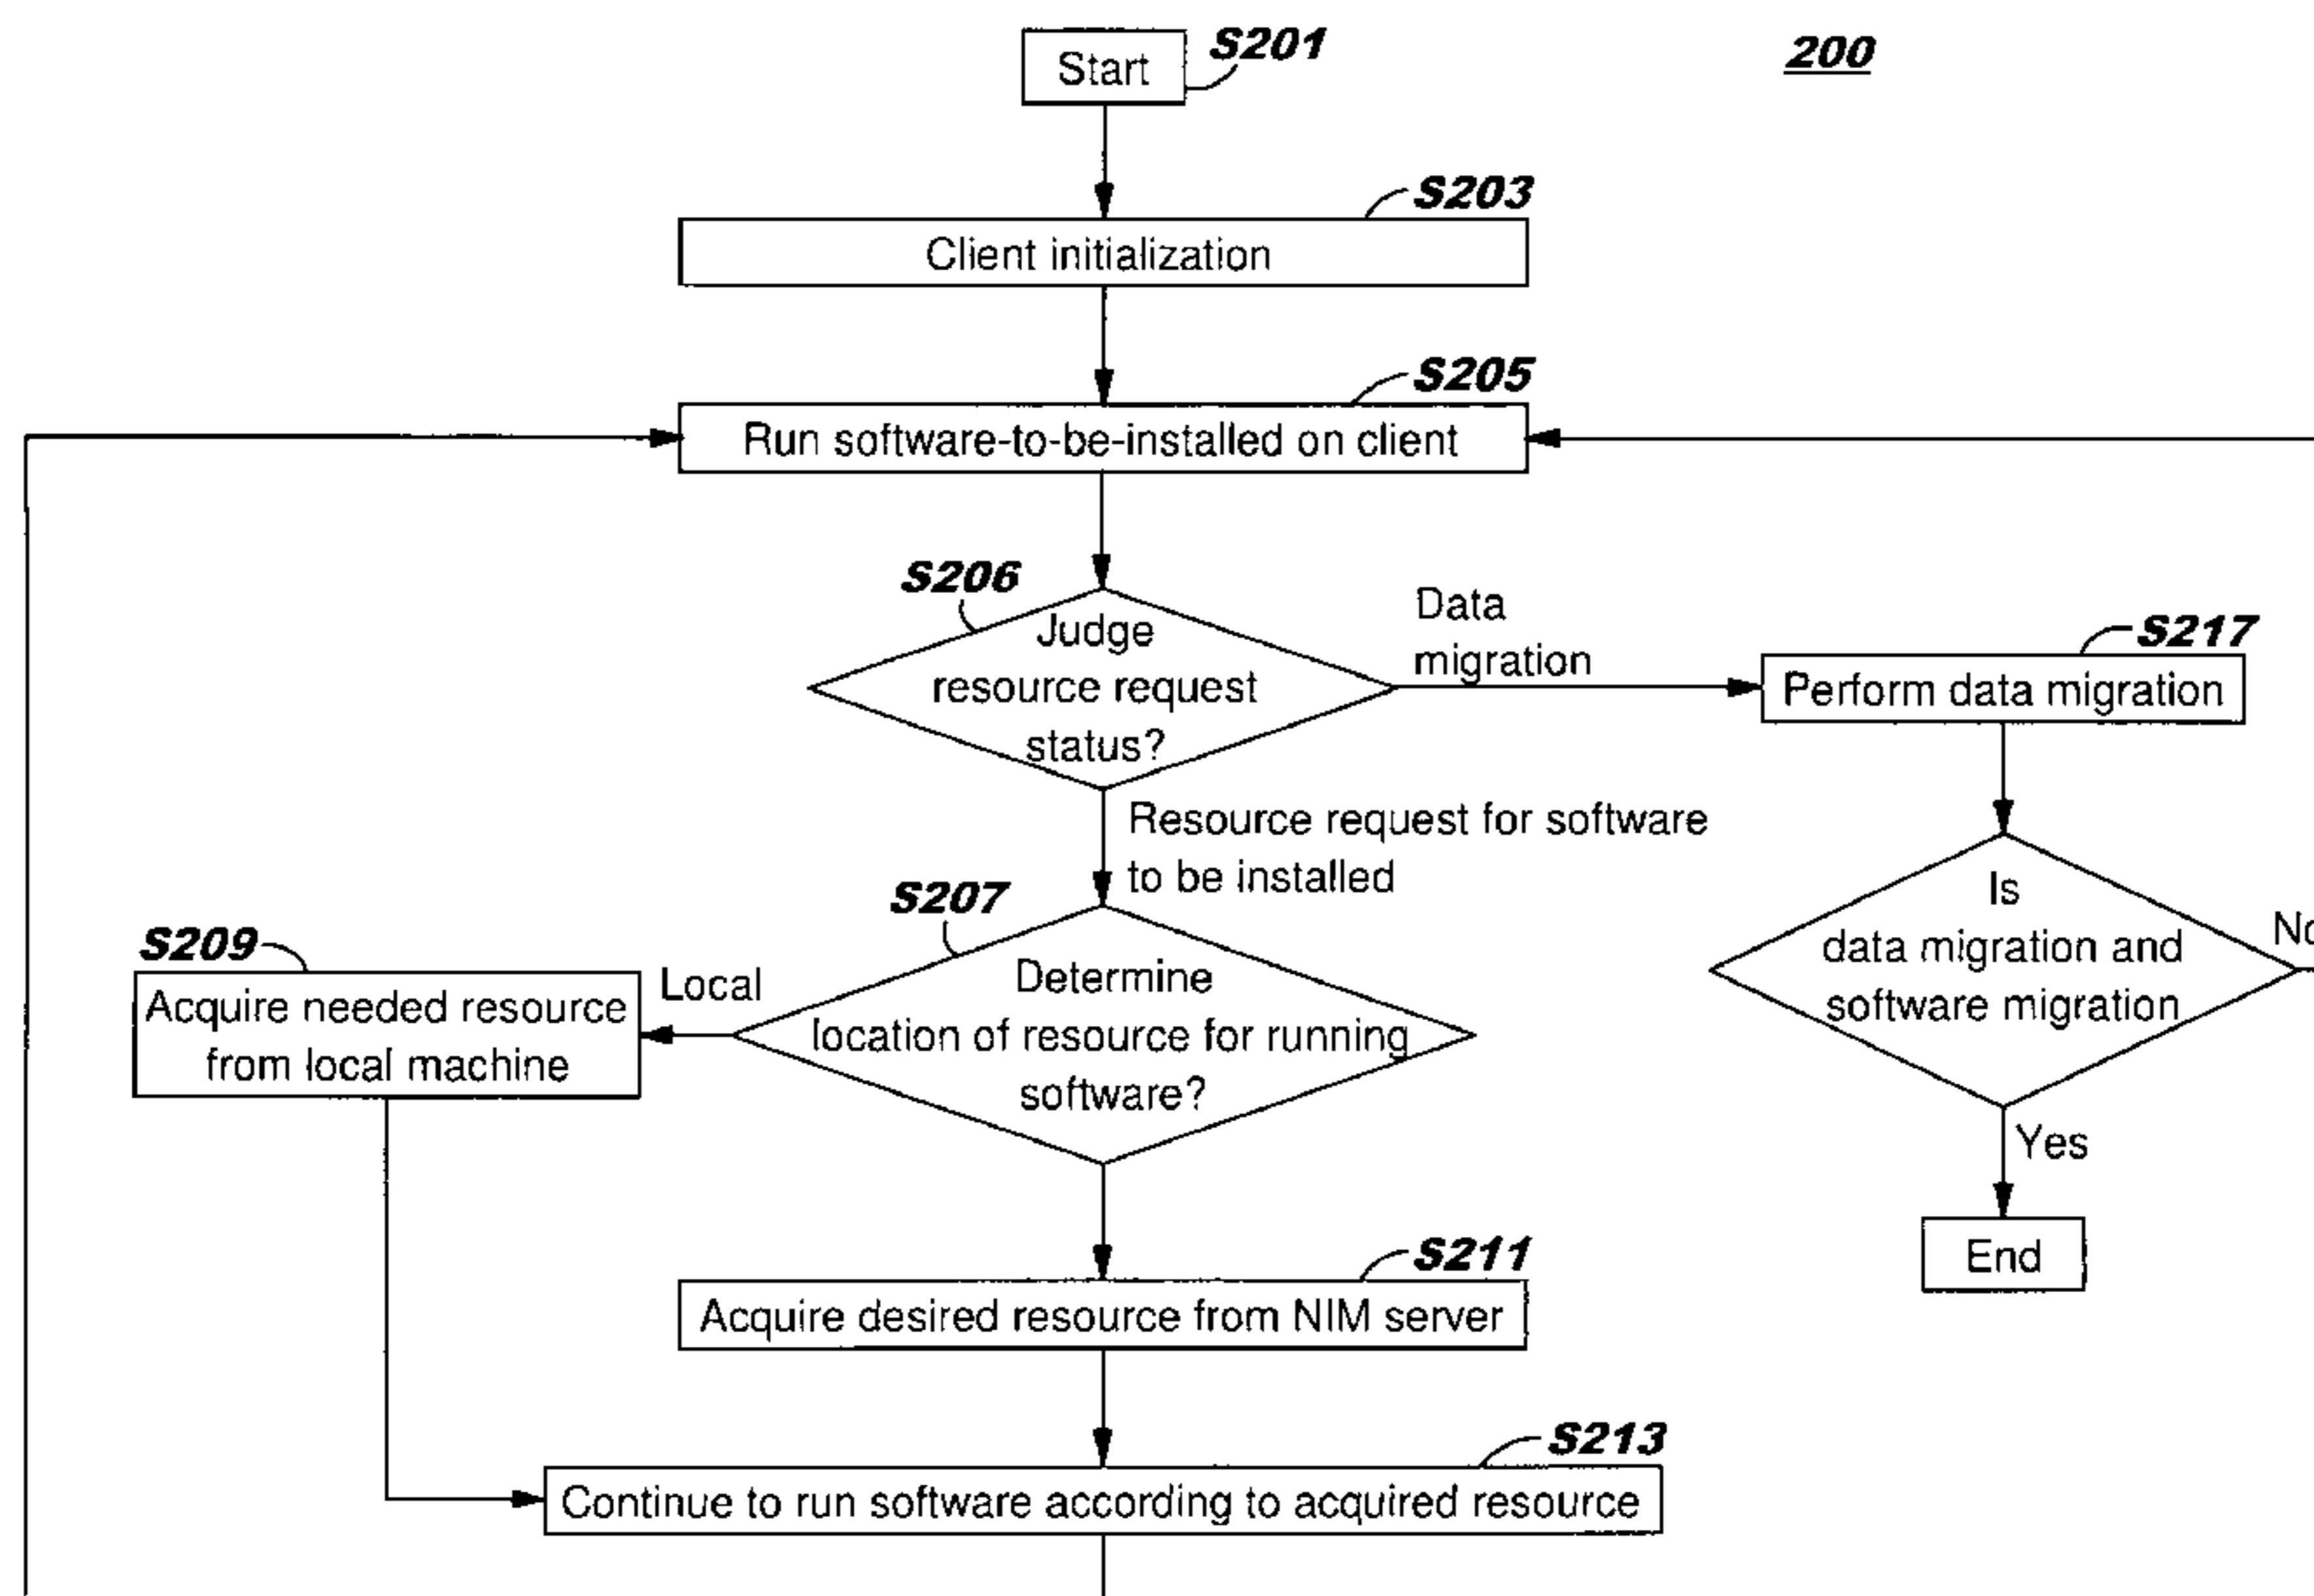 Start
S201
200
S203
Client initialization
S205
Run software-to-be-installed on client
S206
Judge
resource request
status?
Data
migration
S217
Perform data migration
Resource request for software
to be installed
S207
Determine
location of resource for running
software?
Local
S209
Acquire needed resource
from local machine
Is
data migration and
software migration
No
Yes
End
S211
Acquire desired resource from NIM server
S213
Continue to run software according to acquired resource